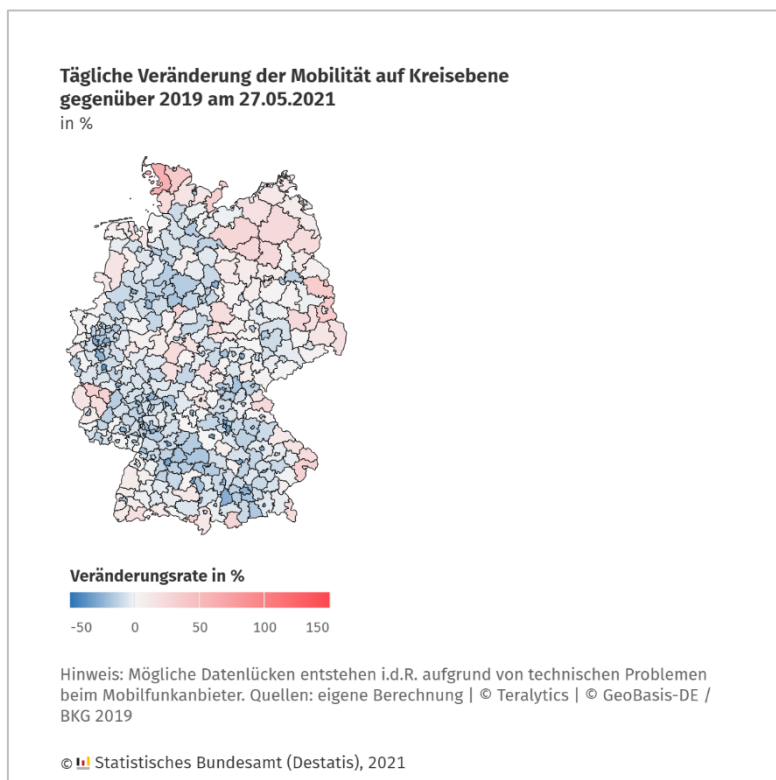 Tägliche Veränderung der Mobilität auf Kreisebene
gegenüber 2019 am 27.05.2021
in %
Veränderungsrate in %
-50 0 50 100 150
Hinweis: Mögliche Datenlücken entstehen i.d.R. aufgrund von technischen Problemen
beim Mobilfunkanbieter. Quellen: eigene Berechnung | © Teralytics | © GeoBasis-DE /
BKG 2019
© Statistisches Bundesamt (Destatis), 2021